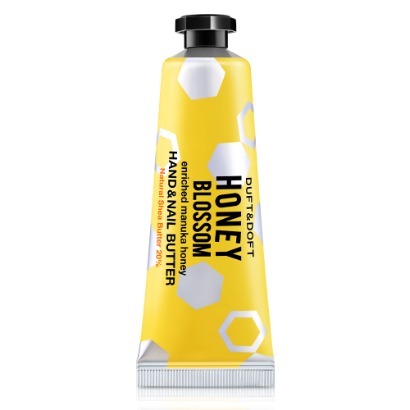 DUFT&DOFT
HONEY
BLOSSOM
enriched manuka honey
HAND&NAIL BUTTER
Natural Shea Butter 20%